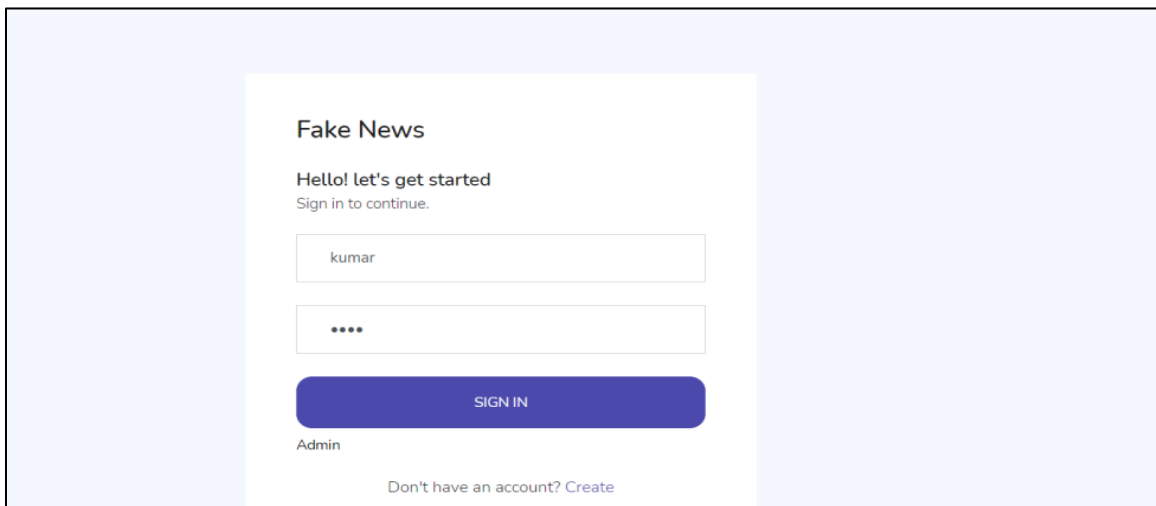 Fake News
Hello! let's get started
Sign in to continue.
kumar
••••
SIGN IN
Admin
Don't have an account? Create